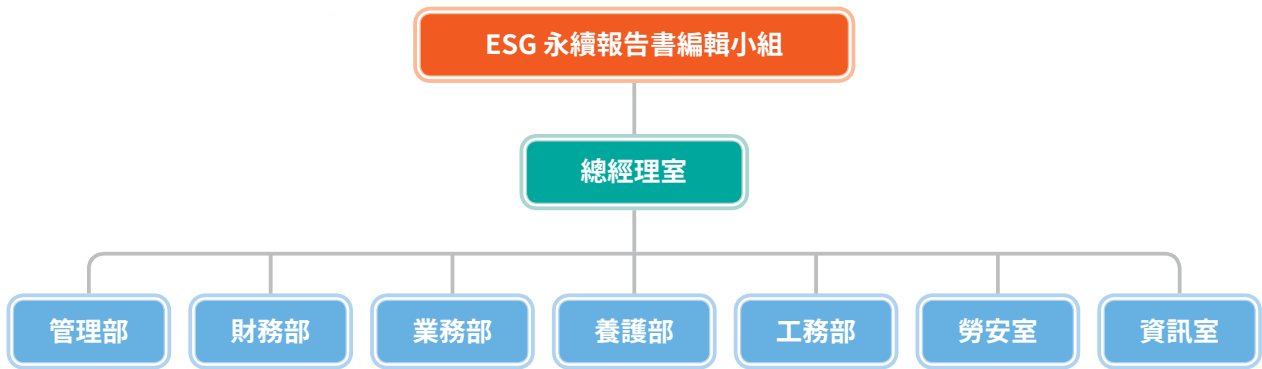 ESG 永續報告書編輯小組
總經理室
管理部
財務部
業務部
養護部
工務部
勞安室
資訊室